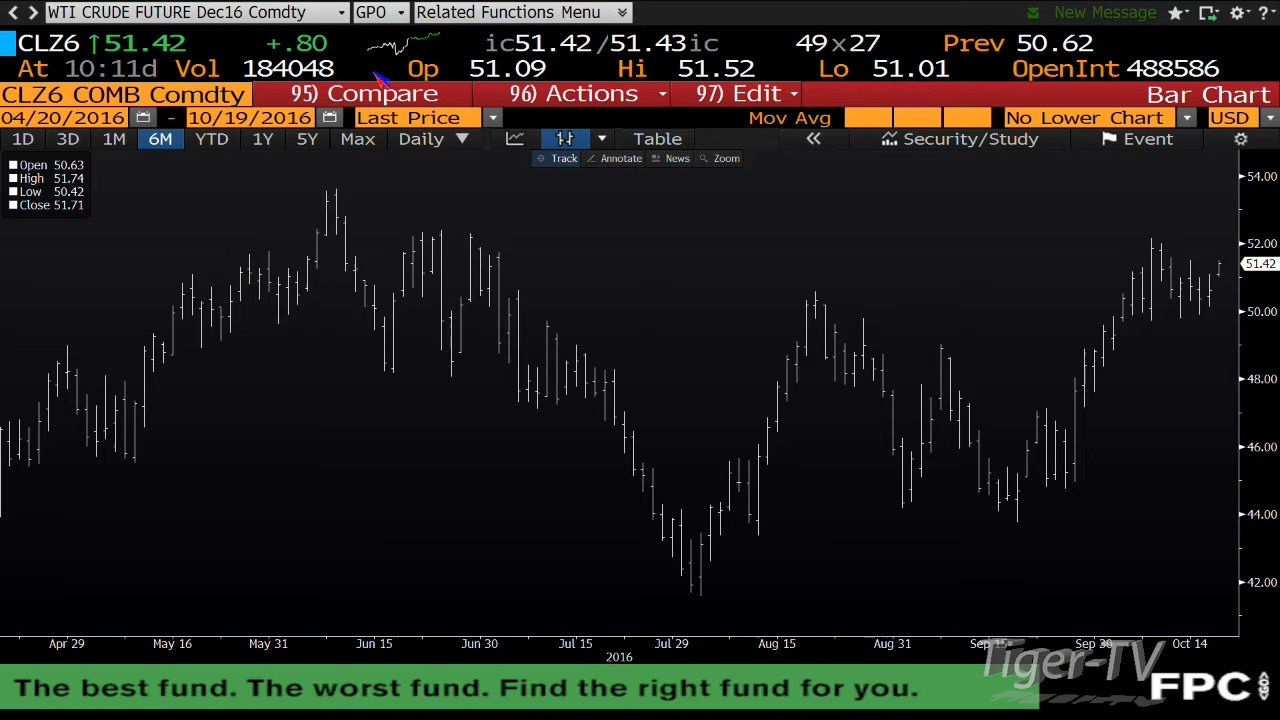 WTI CRUDE FUTURE Dec16 Comdty GPO Related Functions Menu New Message ?
CLZ6 ↑51.42 +.80 ic51.42/51.43ic 49x27 Prev 50.62
At 10:11d Vol 184048 Op 51.09 Hi 51.52 Lo 51.01 OpenInt 488586
CLZ6 COMB Comdty 95) Compare 96) Actions 97) Edit Bar Chart
04/20/2016 - 10/19/2016 Last Price Mov Avg No Lower Chart USD
1D 3D 1M 6M YTD 1Y 5Y Max Daily ▼ Table « Security/Study Event
Track Annotate News Zoom
Open 50.63
High 51.74
Low 50.42
Close 51.71
54.00
52.00
51.42
50.00
48.00
46.00
44.00
42.00
Apr 29 May 16 May 31 Jun 15 Jun 30 Jul 15 Jul 29 Aug 15 Aug 31 Sep 15 Sep 30 Oct 14
2016
Tiger-TV
The best fund. The worst fund. Find the right fund for you.
FPC